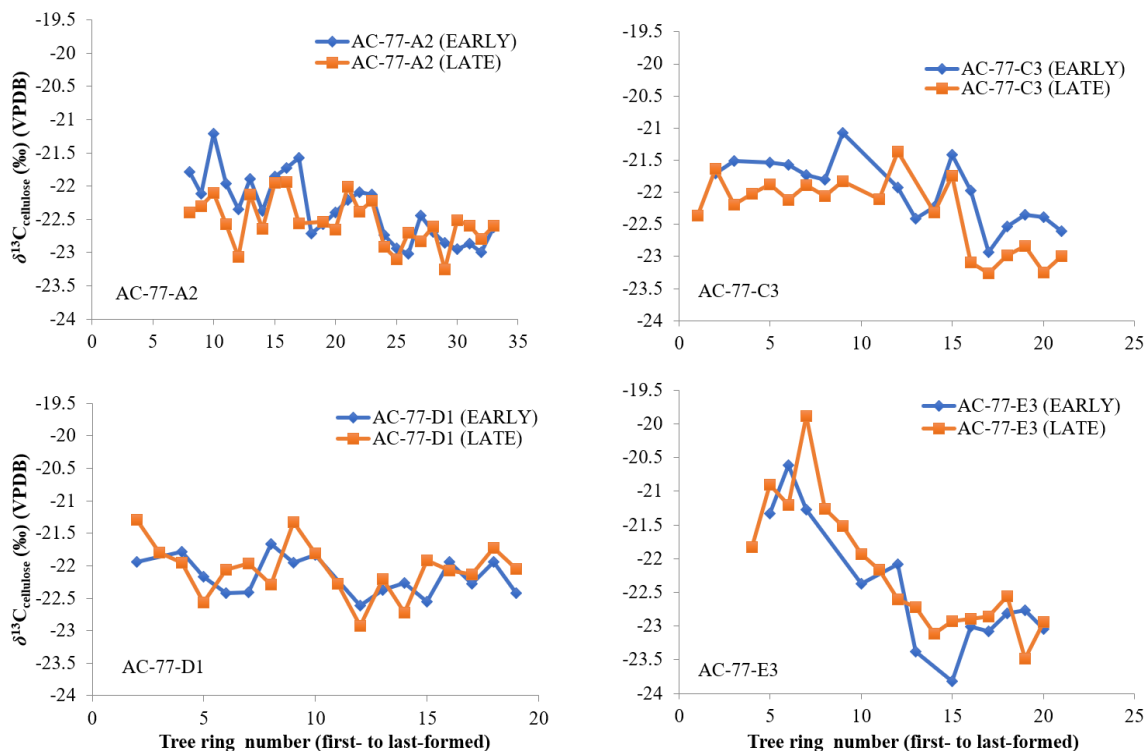 -19.5
-20
-20.5
-21
-21.5
-22
-22.5
-23
-23.5
-24
δ¹³C_cellulose (‰) (VPDB)
AC-77-A2 (EARLY)
AC-77-A2 (LATE)
AC-77-A2
0 5 10 15 20 25 30 35
-19.5
-20
-20.5
-21
-21.5
-22
-22.5
-23
-23.5
-24
AC-77-C3 (EARLY)
AC-77-C3 (LATE)
AC-77-C3
0 5 10 15 20 25
-19.5
-20
-20.5
-21
-21.5
-22
-22.5
-23
-23.5
-24
δ¹³C_cellulose (‰) (VPDB)
AC-77-D1 (EARLY)
AC-77-D1 (LATE)
AC-77-D1
0 5 10 15 20
Tree ring number (first- to last-formed)
-19.5
-20
-20.5
-21
-21.5
-22
-22.5
-23
-23.5
-24
AC-77-E3 (EARLY)
AC-77-E3 (LATE)
AC-77-E3
0 5 10 15 20 25
Tree ring number (first- to last-formed)